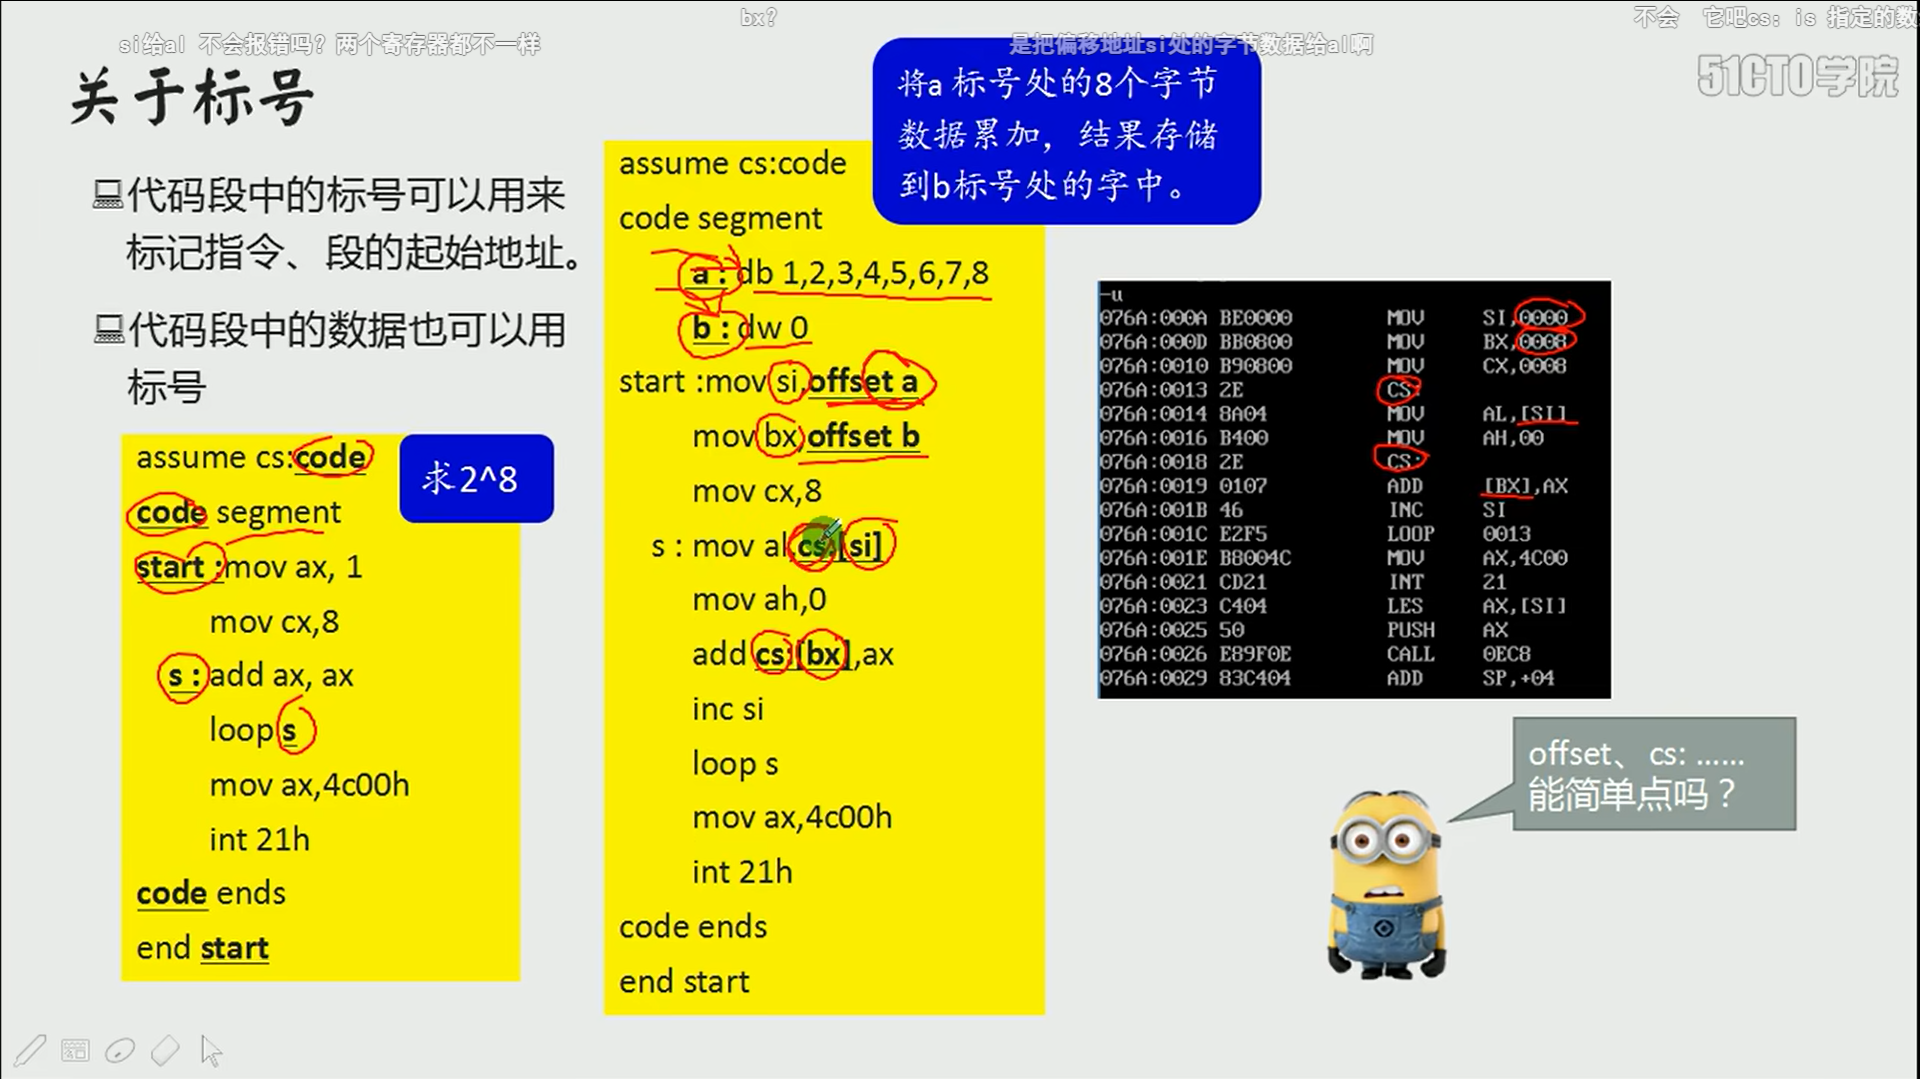 bx?
不会 它吧cs: is 指定的数
si给al 不会报错吗? 两个寄存器都不一样
是把偏移地址si处的字节数据给al啊
51CTO学院
关于标号
代码段中的标号可以用来
标记指令、段的起始地址。
代码段中的数据也可以用
标号
assume cs:code
code segment
start :mov ax, 1
mov cx,8
s : add ax, ax
loop s
mov ax,4c00h
int 21h
code ends
end start
求2^8
将a 标号处的8个字节
数据累加，结果存储
到b标号处的字中。
assume cs:code
code segment
a : db 1,2,3,4,5,6,7,8
b : dw 0
start :mov si,offset a
mov bx,offset b
mov cx,8
s : mov al,cs:[si]
mov ah,0
add cs:[bx],ax
inc si
loop s
mov ax,4c00h
int 21h
code ends
end start
-u
076A:000A BE0000 MOV SI,0000
076A:000D BB0800 MOV BX,0008
076A:0010 B90800 MOV CX,0008
076A:0013 2E CS:
076A:0014 8A04 MOV AL,[SI]
076A:0016 B400 MOV AH,00
076A:0018 2E CS:
076A:0019 0107 ADD [BX],AX
076A:001B 46 INC SI
076A:001C E2F5 LOOP 0013
076A:001E B8004C MOV AX,4C00
076A:0021 CD21 INT 21
076A:0023 C404 LES AX,[SI]
076A:0025 50 PUSH AX
076A:0026 E89F0E CALL 0EC8
076A:0029 83C404 ADD SP,+04
offset、 cs: ......
能简单点吗？